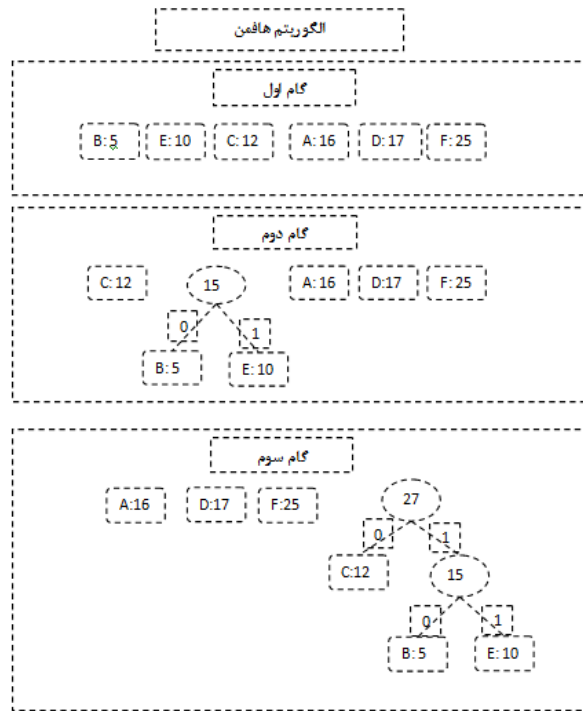 الگوریتم هافمن
گام اول
B: 5 E: 10 C: 12 A: 16 D: 17 F: 25
گام دوم
C: 12 15 A: 16 D:17 F: 25
0 1
B: 5 E: 10
گام سوم
A:16 D:17 F:25 27
0 1
C:12 15
0 1
B: 5 E: 10